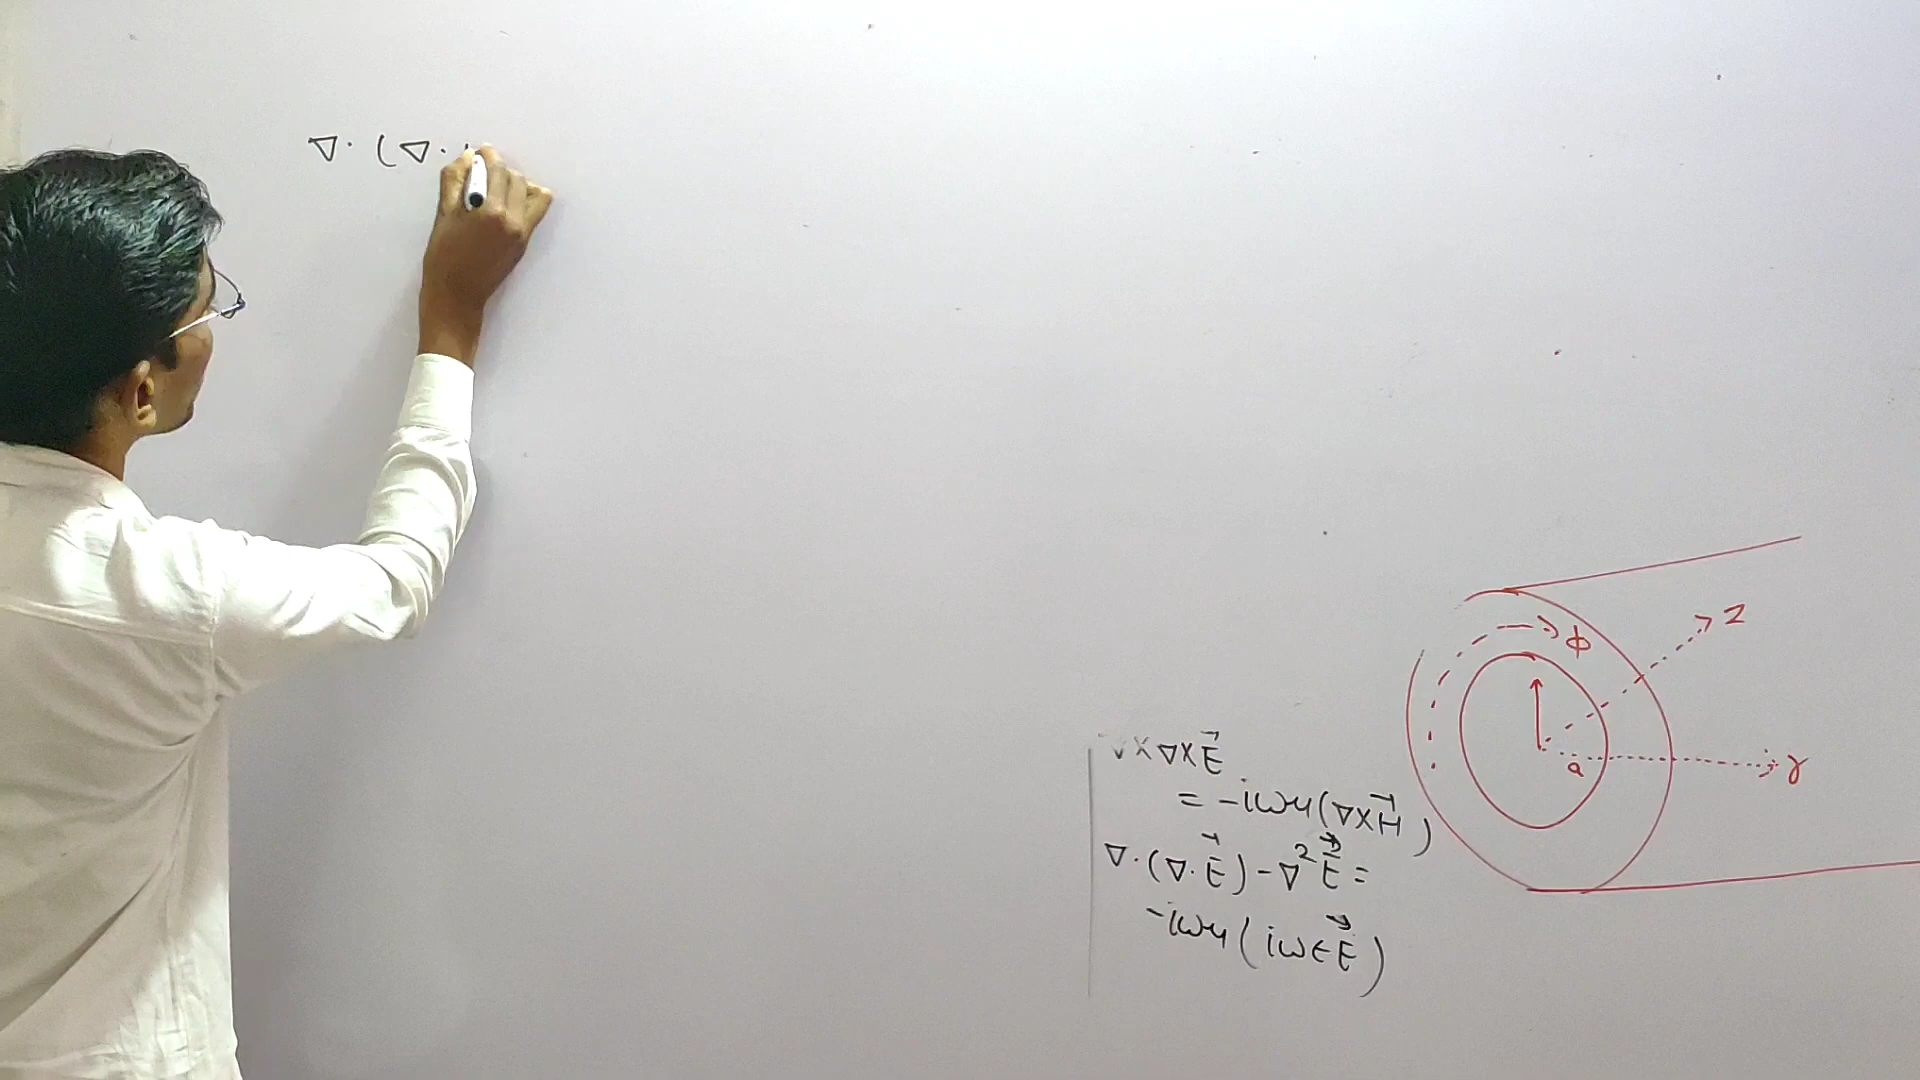 ∇·(∇·
∇×∇×E⃗
= -iωμ(∇×H⃗)
∇·(∇·E⃗)-∇²E⃗=
-iωμ(iωϵE⃗)
ϕ
z
a
r